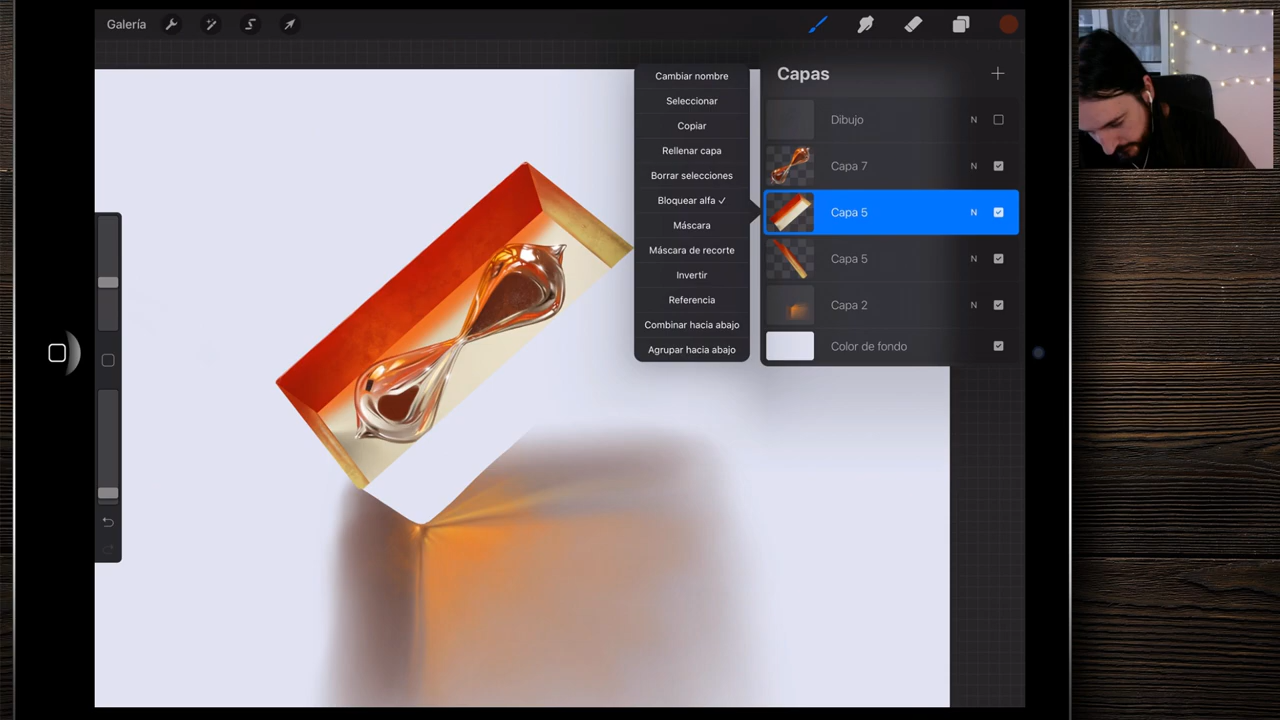 Galería
Cambiar nombre
Seleccionar
Copiar
Rellenar capa
Borrar selecciones
Bloquear alfa ✓
Máscara
Máscara de recorte
Invertir
Referencia
Combinar hacia abajo
Agrupar hacia abajo
Capas
Dibujo N
Capa 7 N
Capa 5 N
Capa 5 N
Capa 2 N
Color de fondo